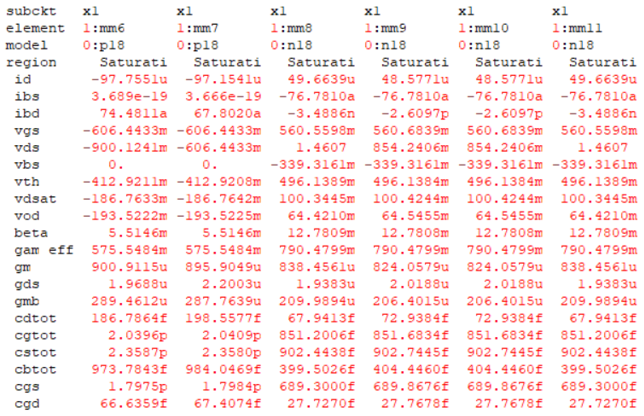 subckt x1 x1 x1 x1 x1 x1
element 1:mm6 1:mm7 1:mm8 1:mm9 1:mm10 1:mm11
model 0:p18 0:p18 0:n18 0:n18 0:n18 0:n18
region Saturati Saturati Saturati Saturati Saturati Saturati
id -97.7551u -97.1541u 49.6639u 48.5771u 48.5771u 49.6639u
ibs 3.689e-19 3.666e-19 -76.7810a -76.7810a -76.7810a -76.7810a
ibd 74.4811a 67.8020a -3.4886n -2.6097p -2.6097p -3.4886n
vgs -606.4433m -606.4433m 560.5598m 560.6839m 560.6839m 560.5598m
vds -900.1241m -606.4433m 1.4607 854.2406m 854.2406m 1.4607
vbs 0. 0. -339.3161m -339.3161m -339.3161m -339.3161m
vth -412.9211m -412.9208m 496.1389m 496.1384m 496.1384m 496.1389m
vdsat -186.7633m -186.7642m 100.3445m 100.4244m 100.4244m 100.3445m
vod -193.5222m -193.5225m 64.4210m 64.5455m 64.5455m 64.4210m
beta 5.5146m 5.5146m 12.7809m 12.7808m 12.7808m 12.7809m
gam eff 575.5484m 575.5484m 790.4799m 790.4799m 790.4799m 790.4799m
gm 900.9115u 895.9049u 838.4561u 824.0579u 824.0579u 838.4561u
gds 1.9688u 2.2003u 1.9383u 2.0188u 2.0188u 1.9383u
gmb 289.4612u 287.7639u 209.9894u 206.4015u 206.4015u 209.9894u
cdtot 186.7864f 198.5577f 67.9413f 72.9384f 72.9384f 67.9413f
cgtot 2.0396p 2.0409p 851.2006f 851.6834f 851.6834f 851.2006f
cstot 2.3587p 2.3580p 902.4438f 902.7445f 902.7445f 902.4438f
cbtot 973.7843f 984.0469f 399.5026f 404.4460f 404.4460f 399.5026f
cgs 1.7975p 1.7984p 689.3000f 689.8676f 689.8676f 689.3000f
cgd 66.6359f 67.4074f 27.7270f 27.7678f 27.7678f 27.7270f